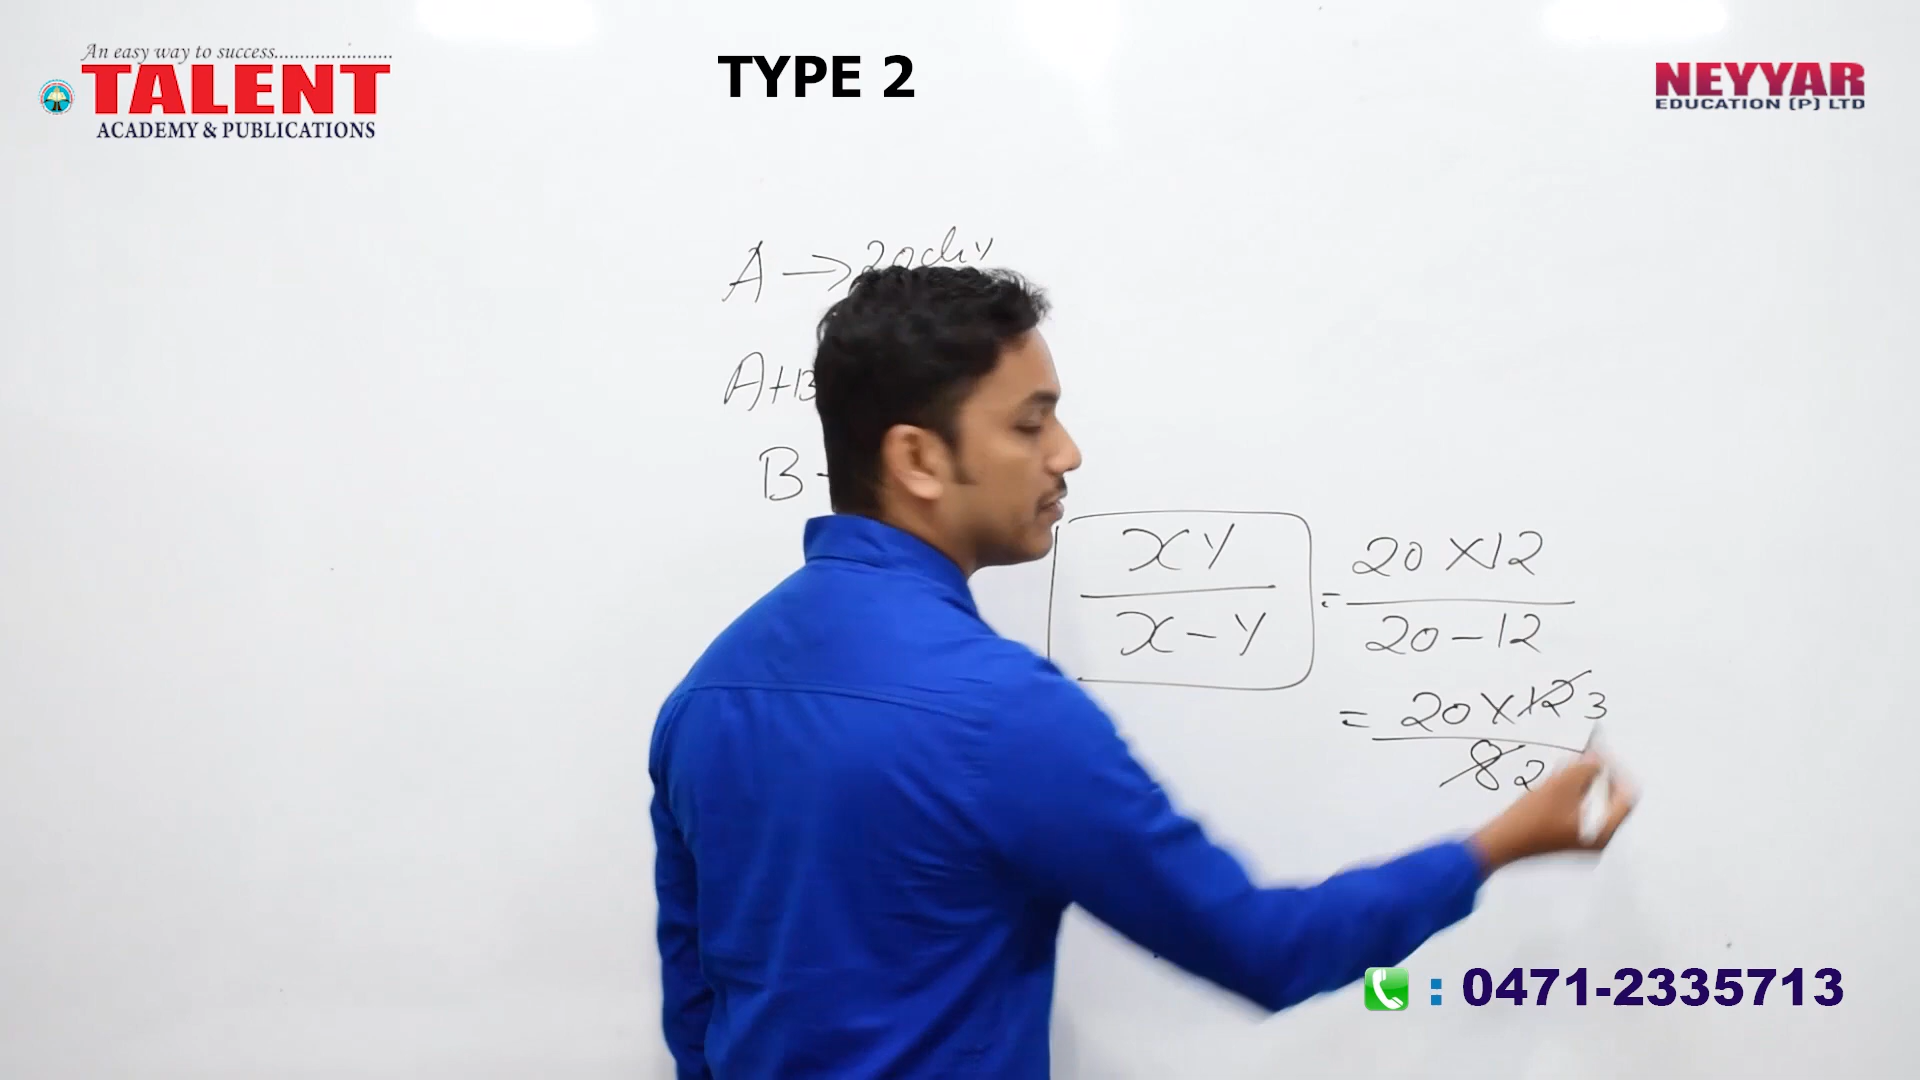 An easy way to success.......................
TALENT
ACADEMY & PUBLICATIONS
TYPE 2
NEYYAR
EDUCATION (P) LTD
A → 20
A+B
B -
xy
x-y
= 20 × 12
20 - 12
= 20 × 12 3
8 2
: 0471-2335713